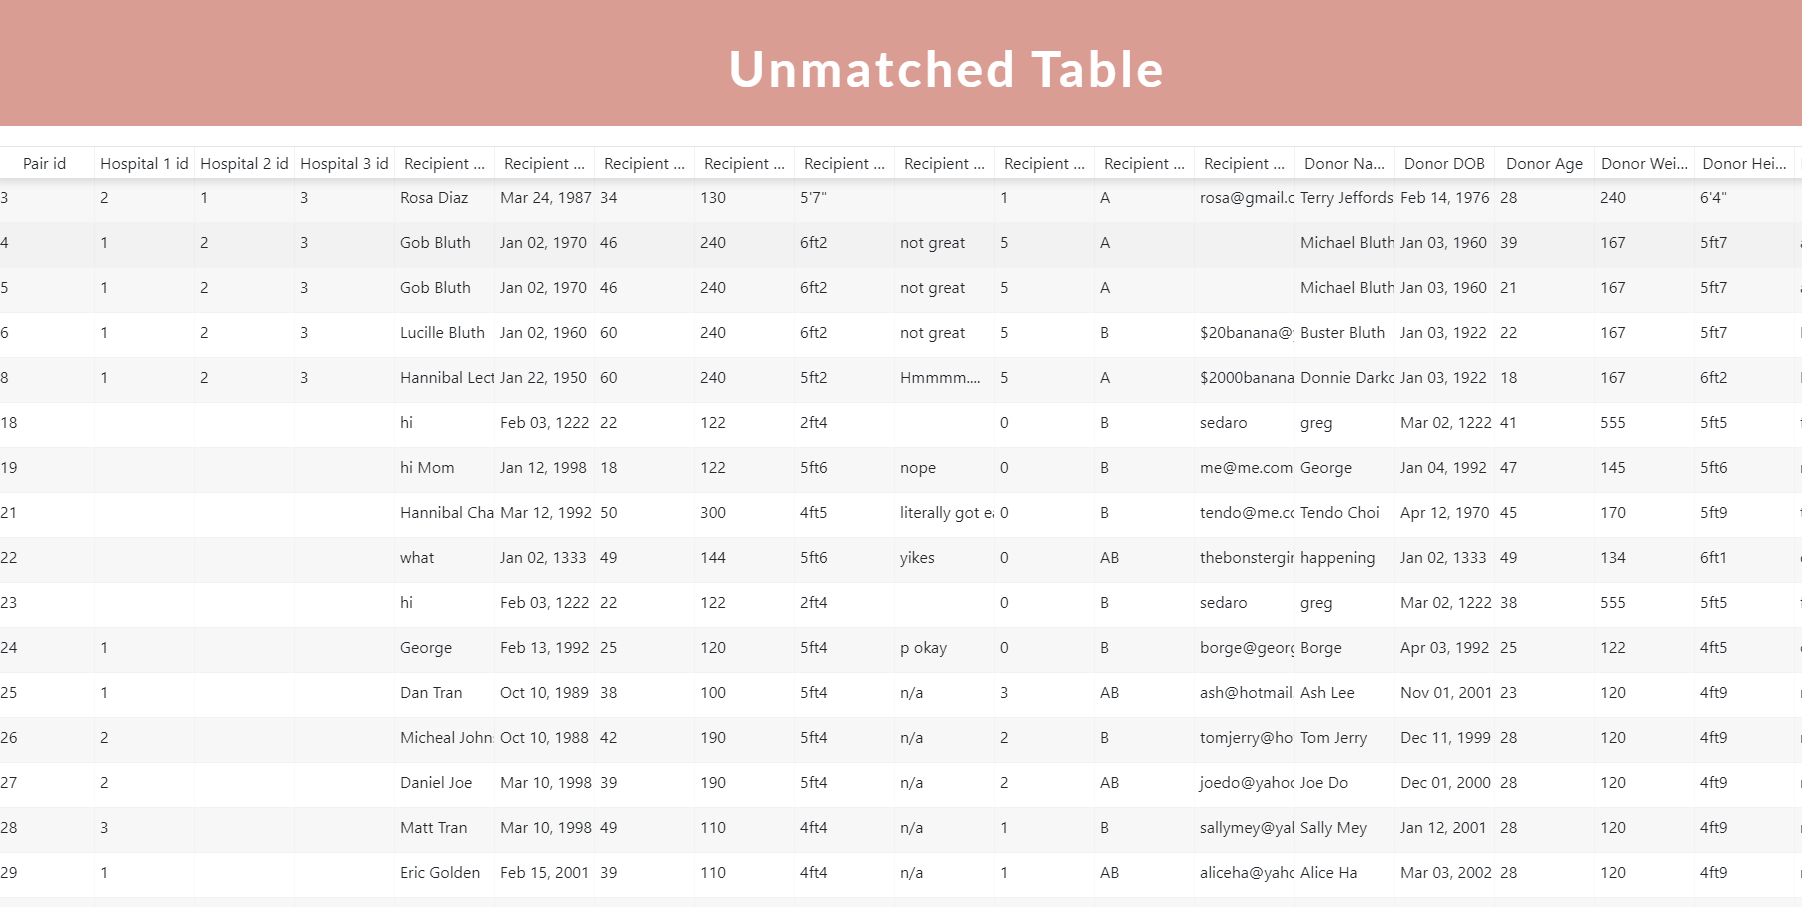 Unmatched Table
Pair id Hospital 1 id Hospital 2 id Hospital 3 id Recipient ... Recipient ... Recipient ... Recipient ... Recipient ... Recipient ... Recipient ... Recipient ... Recipient ... Donor Na... Donor DOB Donor Age Donor Wei... Donor Hei...
3 2 1 3 Rosa Diaz Mar 24, 1987 34 130 5'7" 1 A rosa@gmail.c Terry Jeffords Feb 14, 1976 28 240 6'4"
4 1 2 3 Gob Bluth Jan 02, 1970 46 240 6ft2 not great 5 A Michael Bluth Jan 03, 1960 39 167 5ft7
5 1 2 3 Gob Bluth Jan 02, 1970 46 240 6ft2 not great 5 A Michael Bluth Jan 03, 1960 21 167 5ft7
6 1 2 3 Lucille Bluth Jan 02, 1960 60 240 6ft2 not great 5 B $20banana@ Buster Bluth Jan 03, 1922 22 167 5ft7
8 1 2 3 Hannibal Lect Jan 22, 1950 60 240 5ft2 Hmmmm.... 5 A $2000banana Donnie Darko Jan 03, 1922 18 167 6ft2
18 hi Feb 03, 1222 22 122 2ft4 0 B sedaro greg Mar 02, 1222 41 555 5ft5
19 hi Mom Jan 12, 1998 18 122 5ft6 nope 0 B me@me.com George Jan 04, 1992 47 145 5ft6
21 Hannibal Cha Mar 12, 1992 50 300 4ft5 literally got ea 0 B tendo@me.cc Tendo Choi Apr 12, 1970 45 170 5ft9
22 what Jan 02, 1333 49 144 5ft6 yikes 0 AB thebonstergir happening Jan 02, 1333 49 134 6ft1
23 hi Feb 03, 1222 22 122 2ft4 0 B sedaro greg Mar 02, 1222 38 555 5ft5
24 1 George Feb 13, 1992 25 120 5ft4 p okay 0 B borge@georg Borge Apr 03, 1992 25 122 4ft5
25 1 Dan Tran Oct 10, 1989 38 100 5ft4 n/a 3 AB ash@hotmail. Ash Lee Nov 01, 2001 23 120 4ft9
26 2 Micheal Johns Oct 10, 1988 42 190 5ft4 n/a 2 B tomjerry@ho Tom Jerry Dec 11, 1999 28 120 4ft9
27 2 Daniel Joe Mar 10, 1998 39 190 5ft4 n/a 2 AB joedo@yahoo Joe Do Dec 01, 2000 28 120 4ft9
28 3 Matt Tran Mar 10, 1998 49 110 4ft4 n/a 1 B sallymey@yal Sally Mey Jan 12, 2001 28 120 4ft9
29 1 Eric Golden Feb 15, 2001 39 110 4ft4 n/a 1 AB aliceha@yaho Alice Ha Mar 03, 2002 28 120 4ft9